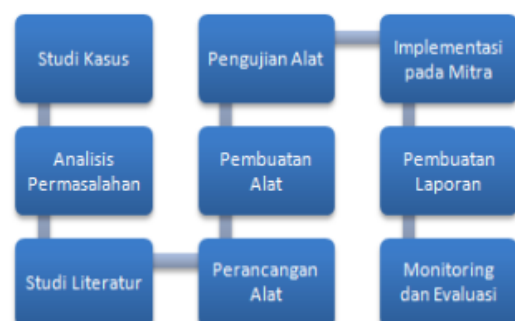 Studi Kasus
Analisis
Permasalahan
Studi Literatur
Perancangan
Alat
Pembuatan
Alat
Pengujian Alat
Implementasi
pada Mitra
Pembuatan
Laporan
Monitoring
dan Evaluasi